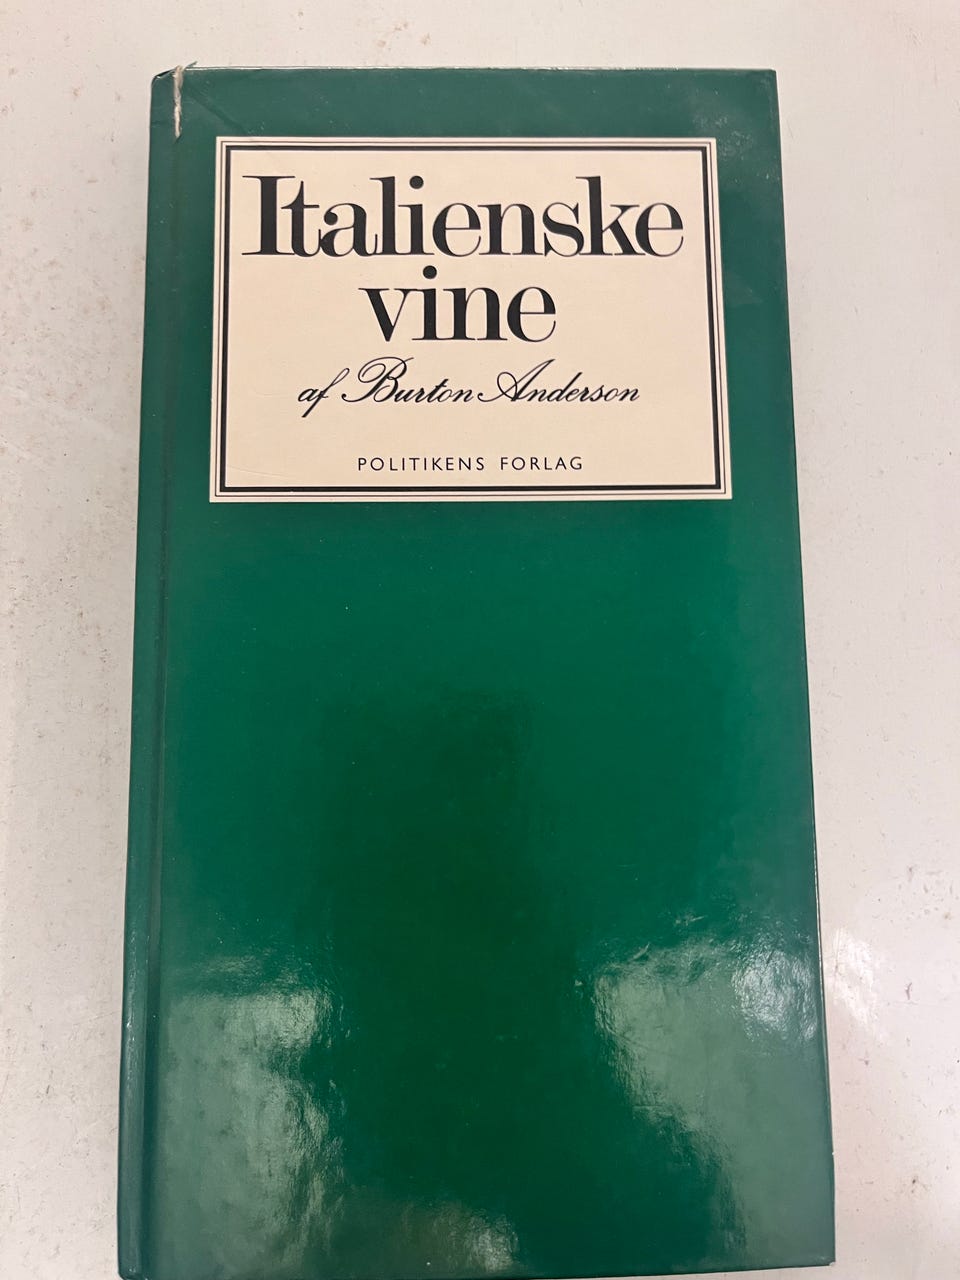 Italienske
vine
af Burton Anderson
POLITIKENS FORLAG